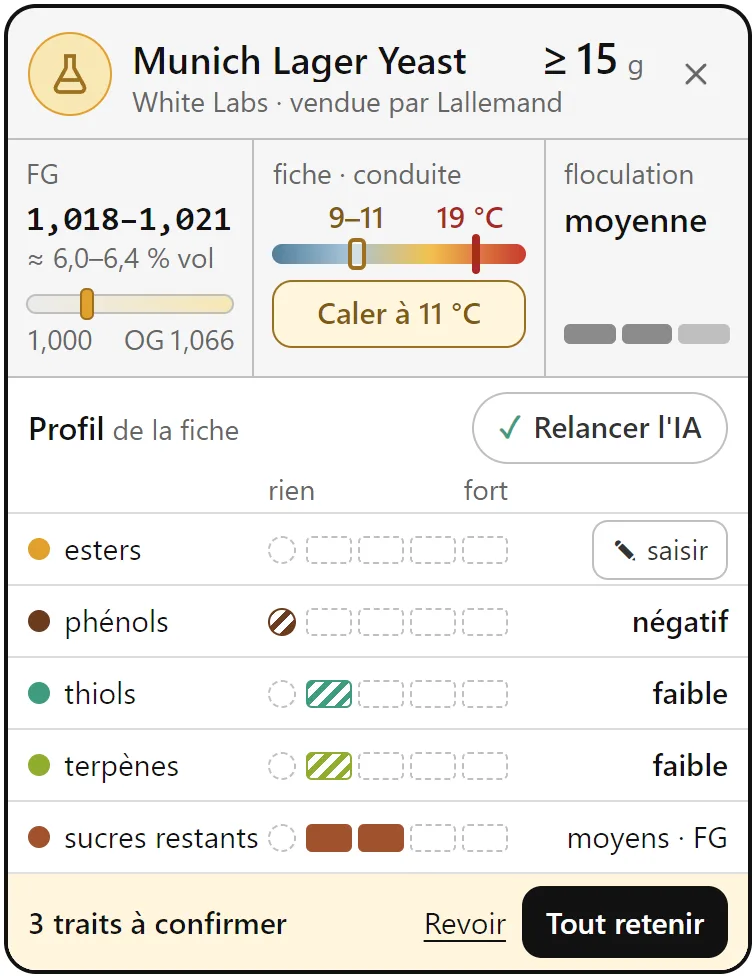 Munich Lager Yeast
≥ 15 g
White Labs · vendue par Lallemand
FG
1,018–1,021
≈ 6,0–6,4 % vol
1,000 OG 1,066
fiche · conduite
9–11 19 °C
Caler à 11 °C
floculation
moyenne
Profil de la fiche
✓ Relancer l'IA
rien fort
esters saisir
phénols négatif
thiols faible
terpènes faible
sucres restants moyens · FG
3 traits à confirmer Revoir Tout retenir